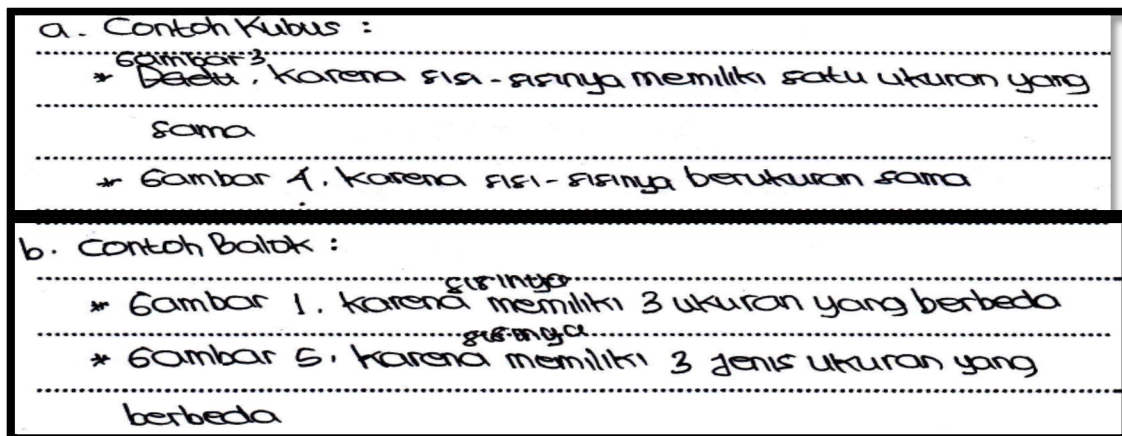 a. Contoh Kubus :
Gambar 3
* Dadu, karena sisi-sisinya memiliki satu ukuran yang
sama
* Gambar 4. karena sisi-sisinya berukuran sama
b. Contoh Balok :
sisinya
* Gambar 1. karena memiliki 3 ukuran yang berbeda
sisinya
* Gambar 5. karena memiliki 3 jenis ukuran yang
berbeda